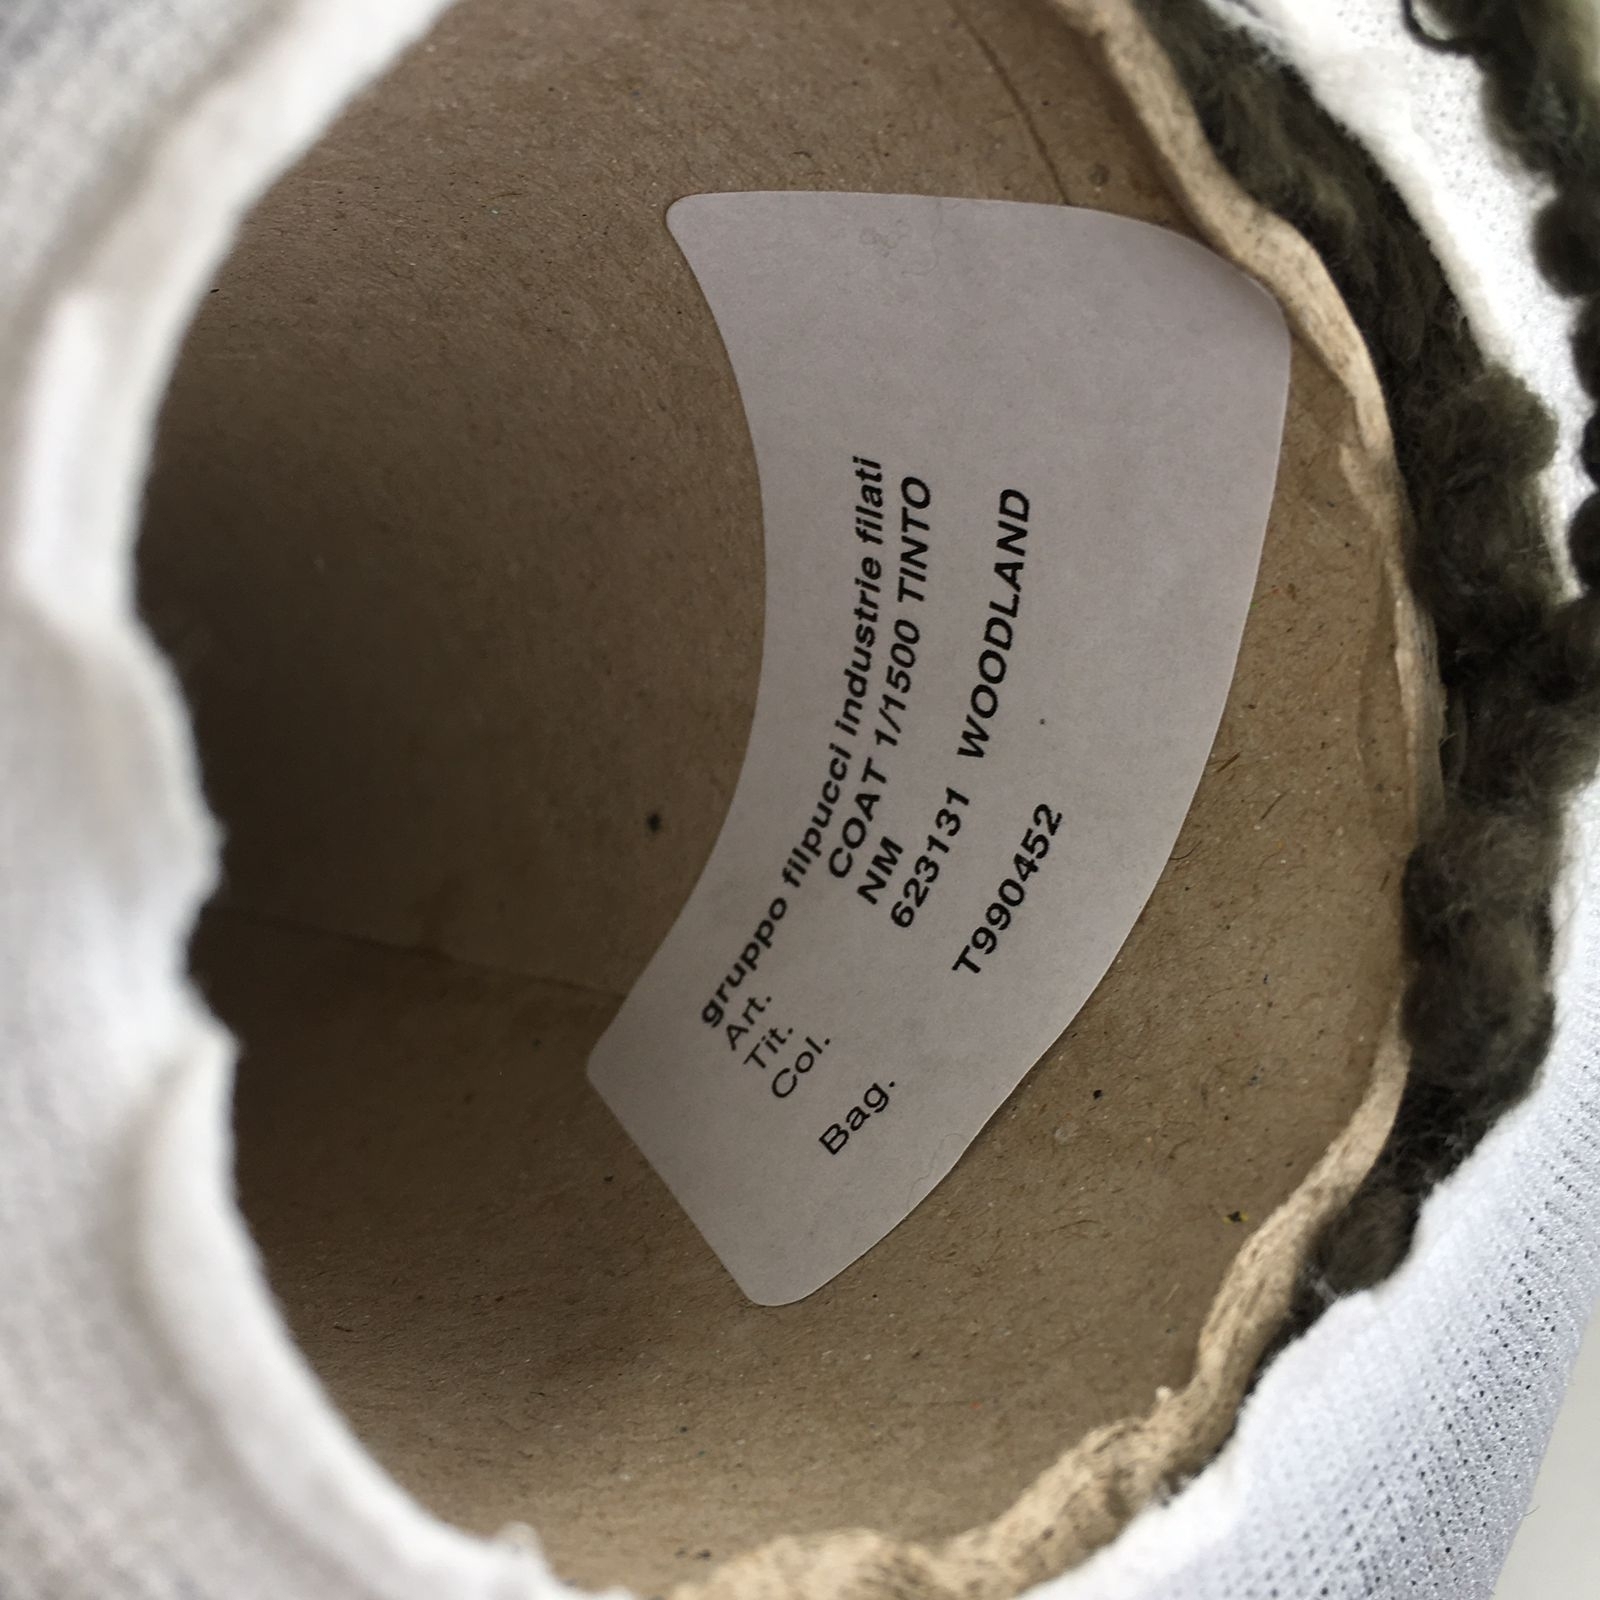 gruppo filpucci industrie filati
Art. COAT 1/1500 TINTO
Tit. NM
Col. 623131 WOODLAND
Bag. T990452